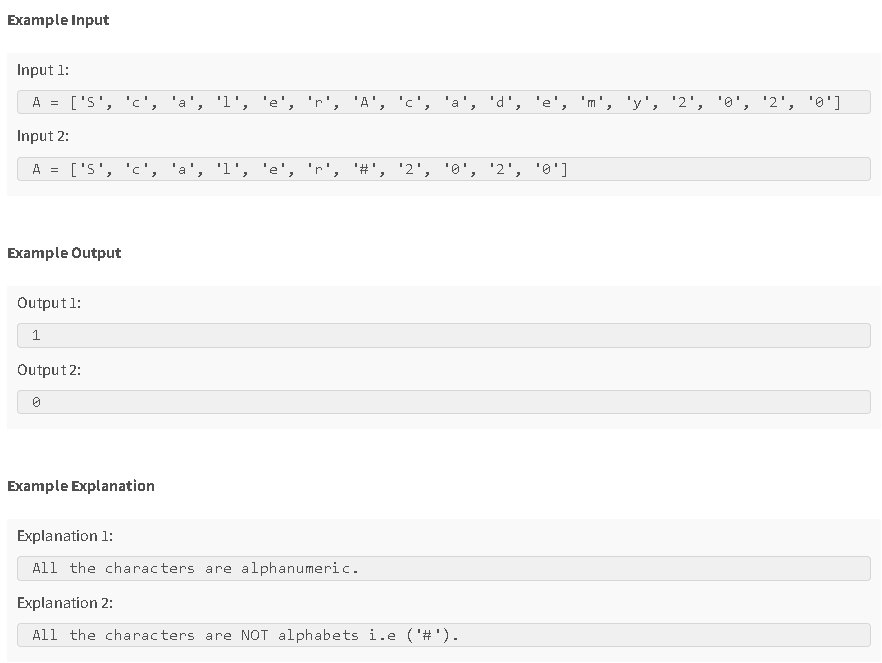 Example Input
Input 1:
A = ['S', 'c', 'a', 'l', 'e', 'r', 'A', 'c', 'a', 'd', 'e', 'm', 'y', '2', '0', '2', '0']
Input 2:
A = ['S', 'c', 'a', 'l', 'e', 'r', '#', '2', '0', '2', '0']
Example Output
Output 1:
1
Output 2:
0
Example Explanation
Explanation 1:
All the characters are alphanumeric.
Explanation 2:
All the characters are NOT alphabets i.e ('#').